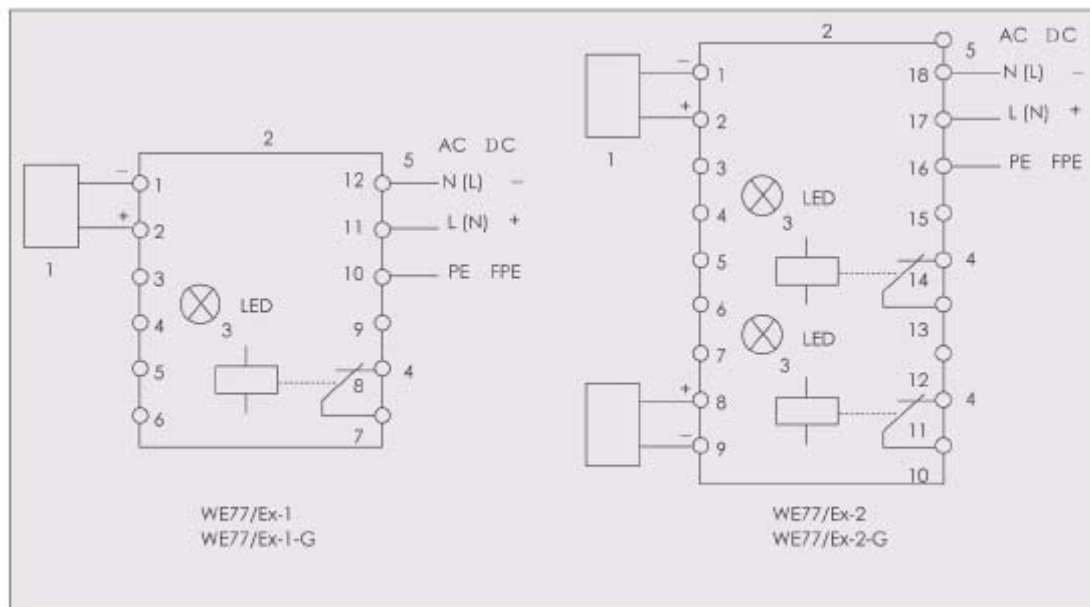 2
AC DC
5
1 − 12 N (L) −
+ 2 11 L (N) +
1
3 10 PE FPE
LED
3
4 9
5 8 4
6 7
WE77/Ex-1
WE77/Ex-1-G
2
5 AC DC
− 1 18 N (L) −
+ 2 17 L (N) +
1
3 16 PE FPE
LED
3
4 15
5 14 4
6 13
LED
3
7 12
+ 8 11 4
− 9 10
WE77/Ex-2
WE77/Ex-2-G